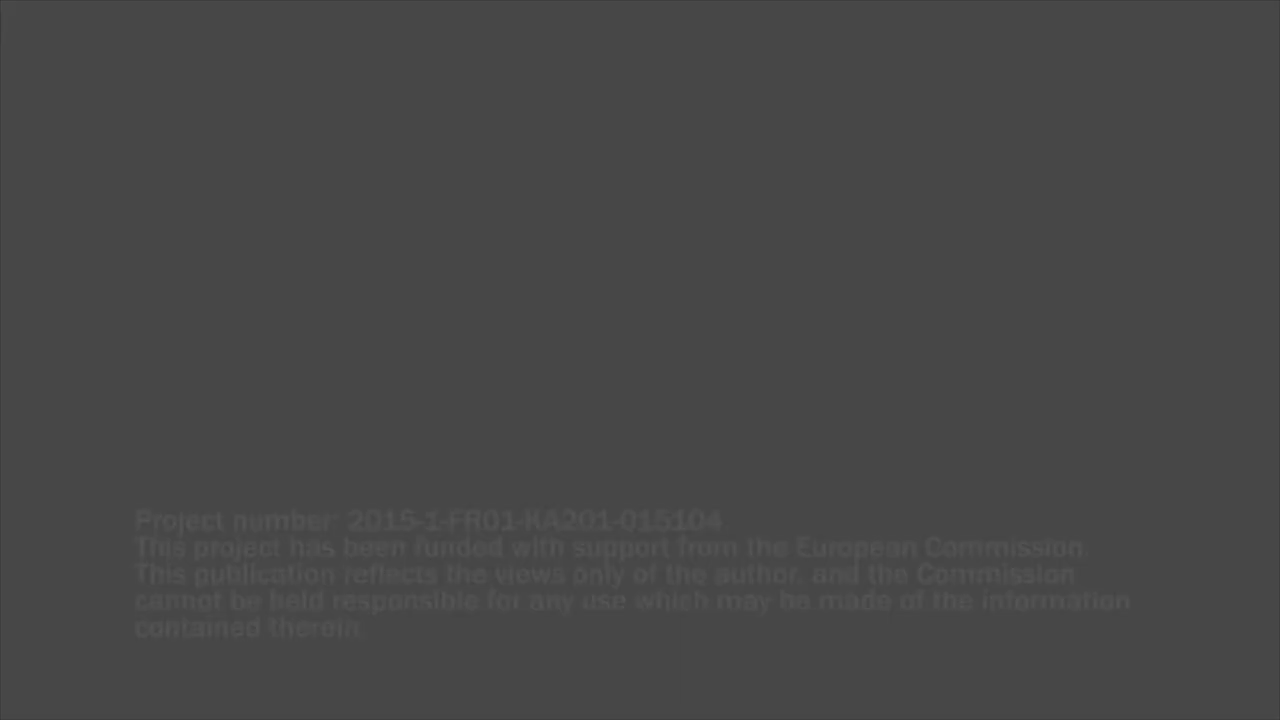 Project number: 2015-1-FR01-KA201-015104
This project has been funded with support from the European Commission.
This publication reflects the views only of the author, and the Commission
cannot be held responsible for any use which may be made of the information
contained therein.